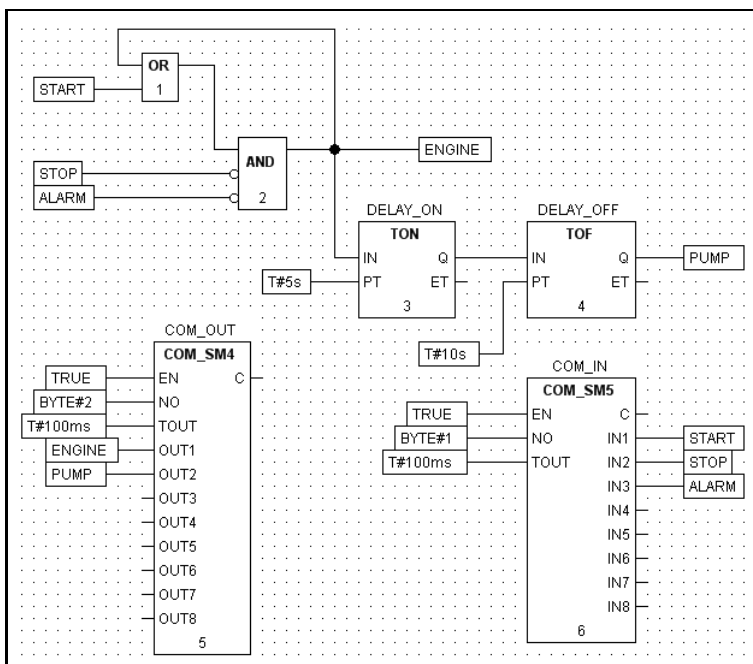 OR
1
START
AND
2
STOP
ALARM
ENGINE
DELAY_ON
TON
IN Q
PT ET
3
T#5s
DELAY_OFF
TOF
IN Q
PT ET
4
T#10s
PUMP
COM_OUT
COM_SM4
TRUE EN C
BYTE#2 NO
T#100ms TOUT
ENGINE OUT1
PUMP OUT2
OUT3
OUT4
OUT5
OUT6
OUT7
OUT8
5
COM_IN
COM_SM5
TRUE EN C
BYTE#1 NO IN1 START
T#100ms TOUT IN2 STOP
IN3 ALARM
IN4
IN5
IN6
IN7
IN8
6